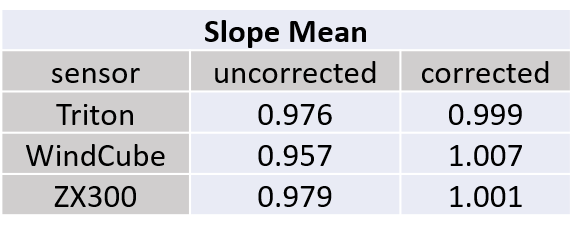 Slope Mean
sensor uncorrected corrected
Triton 0.976 0.999
WindCube 0.957 1.007
ZX300 0.979 1.001